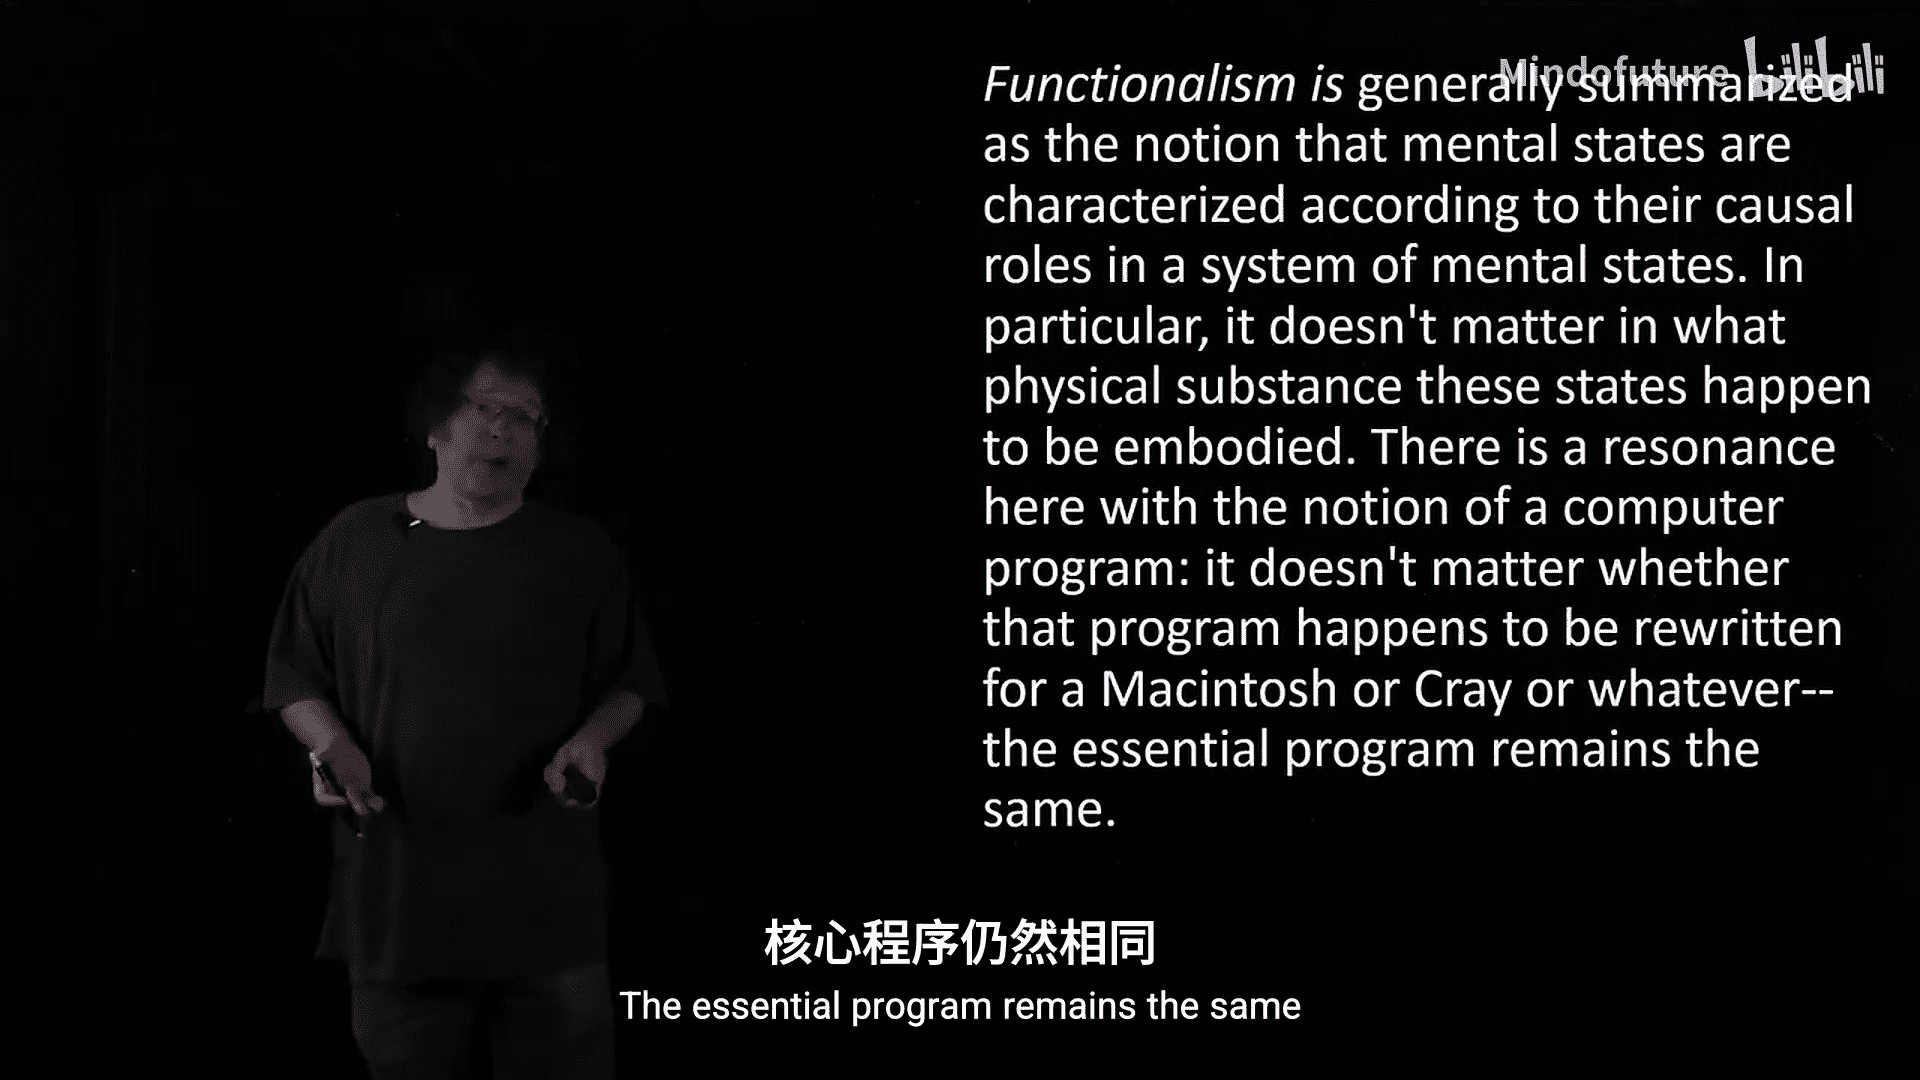 Mindofuture bilibili
Functionalism is generally summarized
as the notion that mental states are
characterized according to their causal
roles in a system of mental states. In
particular, it doesn't matter in what
physical substance these states happen
to be embodied. There is a resonance
here with the notion of a computer
program: it doesn't matter whether
that program happens to be rewritten
for a Macintosh or Cray or whatever--
the essential program remains the
same.
核心程序仍然相同
The essential program remains the same